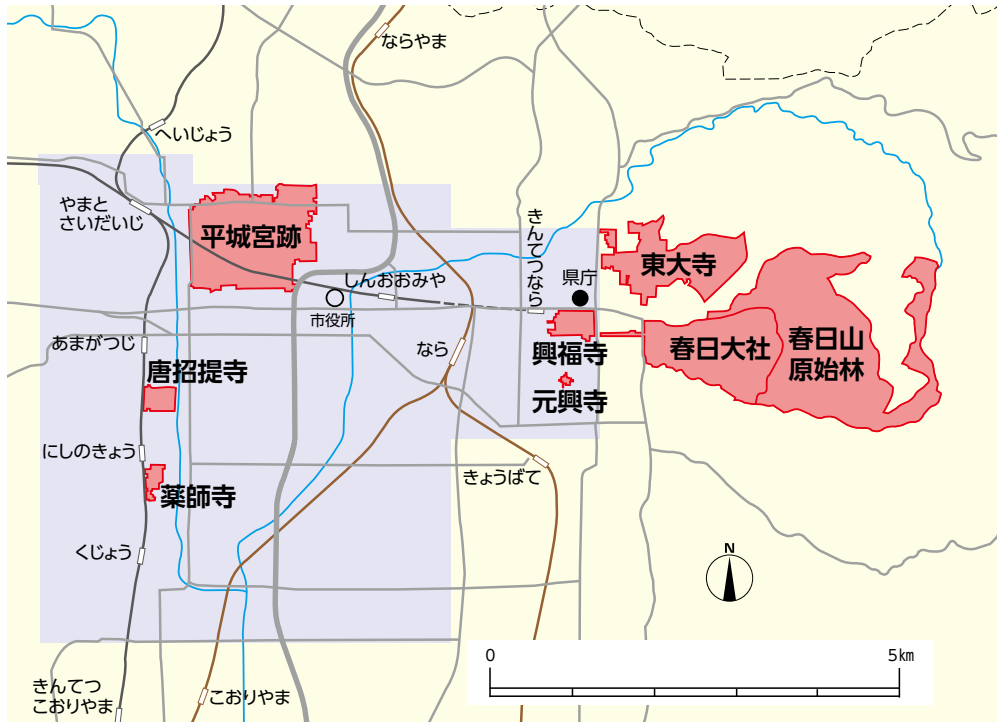 ならやま
へいじょう
やまと
さいだいじ
平城宮跡
きんてつなら
東大寺
しんおおみや
県庁
市役所
あまがつじ
なら
興福寺
春日大社
春日山
原始林
唐招提寺
元興寺
にしのきょう
きょうばて
薬師寺
くじょう
N
0
5km
きんてつ
こおりやま
こおりやま